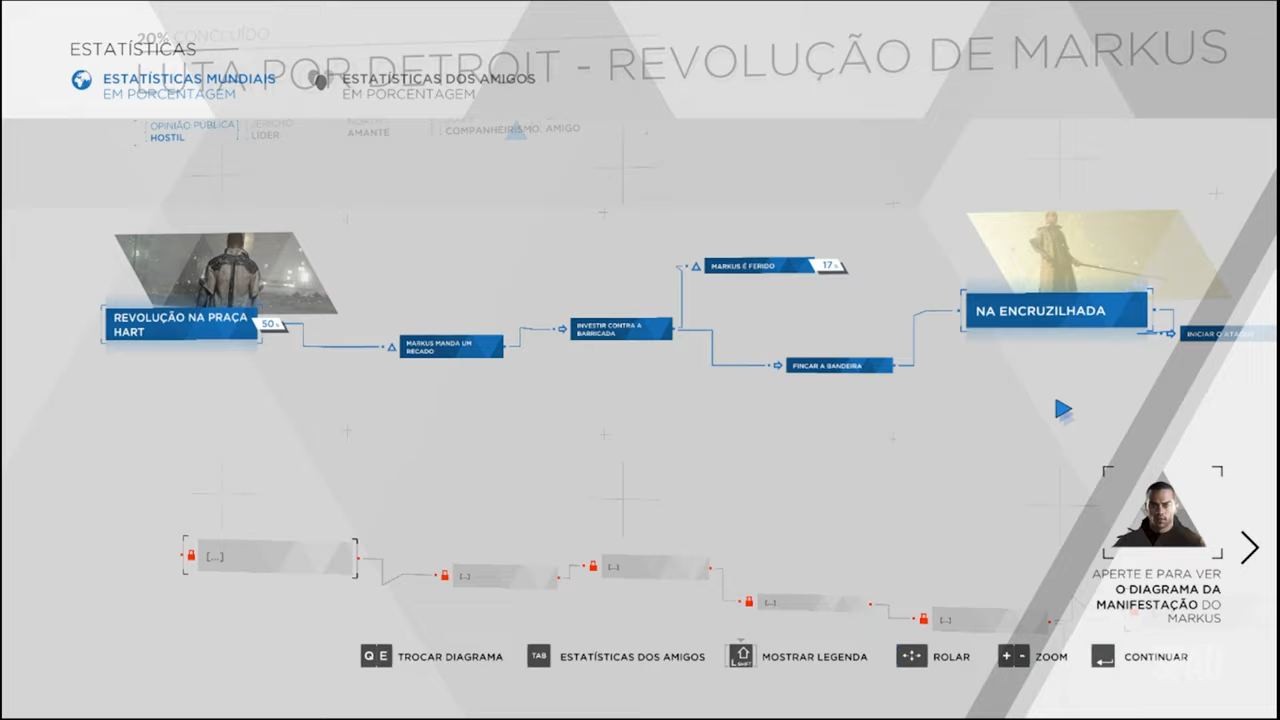 20% CONCLUÍDO
ESTATÍSTICAS
LUTA POR DETROIT - REVOLUÇÃO DE MARKUS
ESTATÍSTICAS MUNDIAIS
EM PORCENTAGEM
ESTATÍSTICAS DOS AMIGOS
EM PORCENTAGEM
OPINIÃO PÚBLICA
HOSTIL
JERICHO
LÍDER
AMANTE
COMPANHEIRISMO: AMIGO
REVOLUÇÃO NA PRAÇA
HART
50%
MARKUS MANDA UM
RECADO
INVESTIR CONTRA A
BARRICADA
MARKUS É FERIDO
17%
FINCAR A BANDEIRA
NA ENCRUZILHADA
INICIAR O ATAQUE
[...]
[...]
[...]
[...]
[...]
APERTE E PARA VER
O DIAGRAMA DA
MANIFESTAÇÃO DO
MARKUS
Q E TROCAR DIAGRAMA
TAB ESTATÍSTICAS DOS AMIGOS
L SHIFT MOSTRAR LEGENDA
ROLAR
+ - ZOOM
CONTINUAR